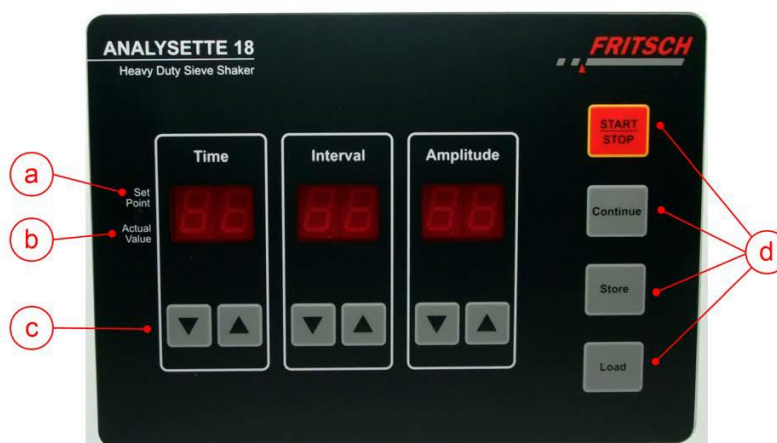 ANALYSETTE 18
Heavy Duty Sieve Shaker
FRITSCH
Time
Interval
Amplitude
START
STOP
a
Set
Point
b
Actual
Value
Continue
d
Store
c
Load